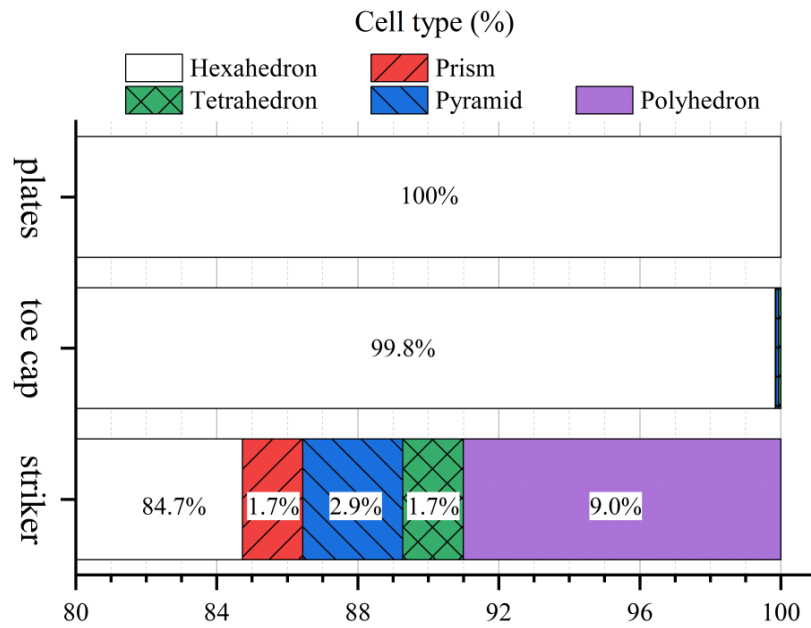 Cell type (%)
Hexahedron Prism
Tetrahedron Pyramid Polyhedron
plates
100%
toe cap
99.8%
striker
84.7% 1.7% 2.9% 1.7% 9.0%
80 84 88 92 96 100